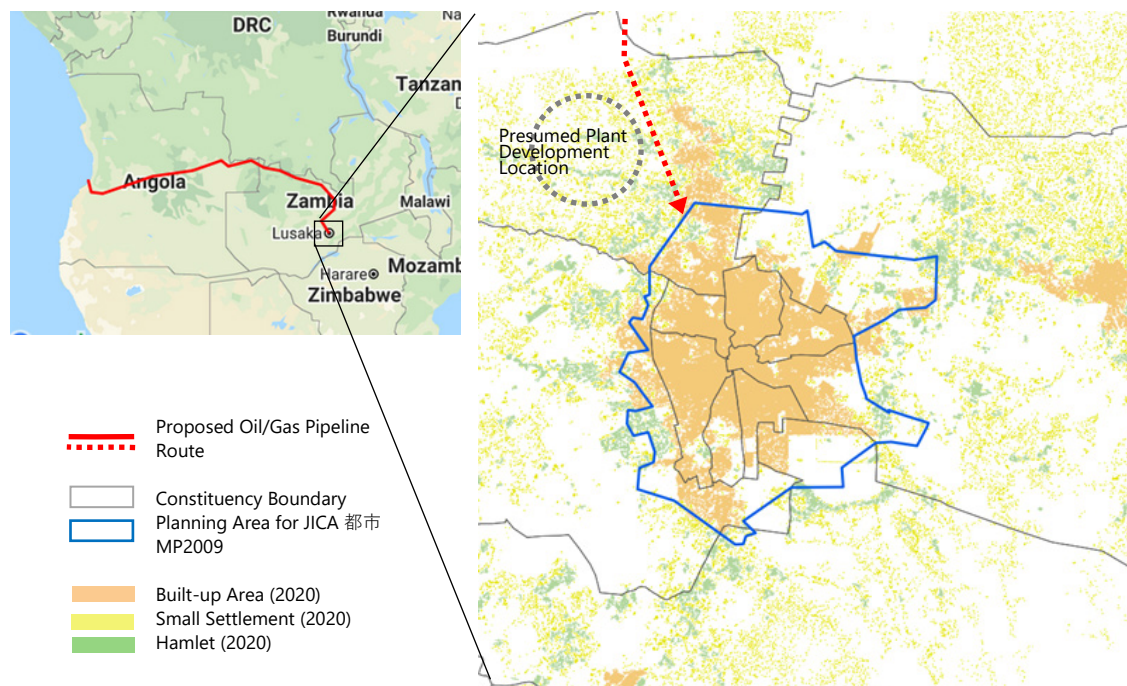 DRC
Rwanda
Burundi
Tanzan
Angola
Zambia
Malawi
Lusaka
Harare
Mozamb
Zimbabwe
Presumed Plant
Development
Location
Proposed Oil/Gas Pipeline
Route
Constituency Boundary
Planning Area for JICA 都市
MP2009
Built-up Area (2020)
Small Settlement (2020)
Hamlet (2020)